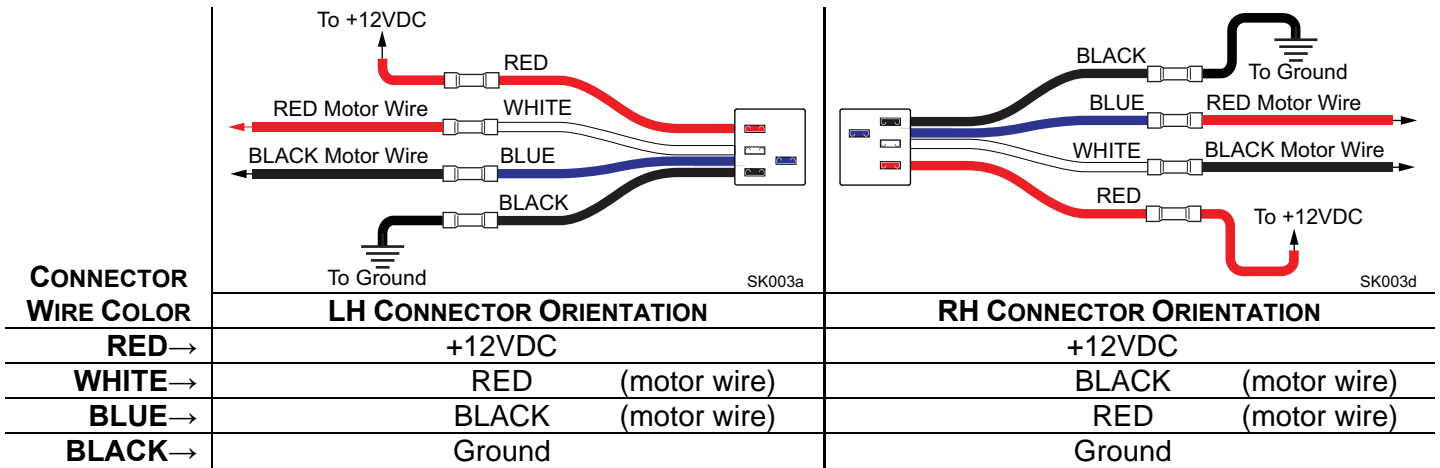 To +12VDC
RED
RED Motor Wire
WHITE
BLACK Motor Wire
BLUE
BLACK
To Ground
SK003a
BLACK
To Ground
BLUE
RED Motor Wire
WHITE
BLACK Motor Wire
RED
To +12VDC
SK003d
CONNECTOR
WIRE COLOR
LH CONNECTOR ORIENTATION
RH CONNECTOR ORIENTATION
RED→ +12VDC +12VDC
WHITE→ RED (motor wire) BLACK (motor wire)
BLUE→ BLACK (motor wire) RED (motor wire)
BLACK→ Ground Ground